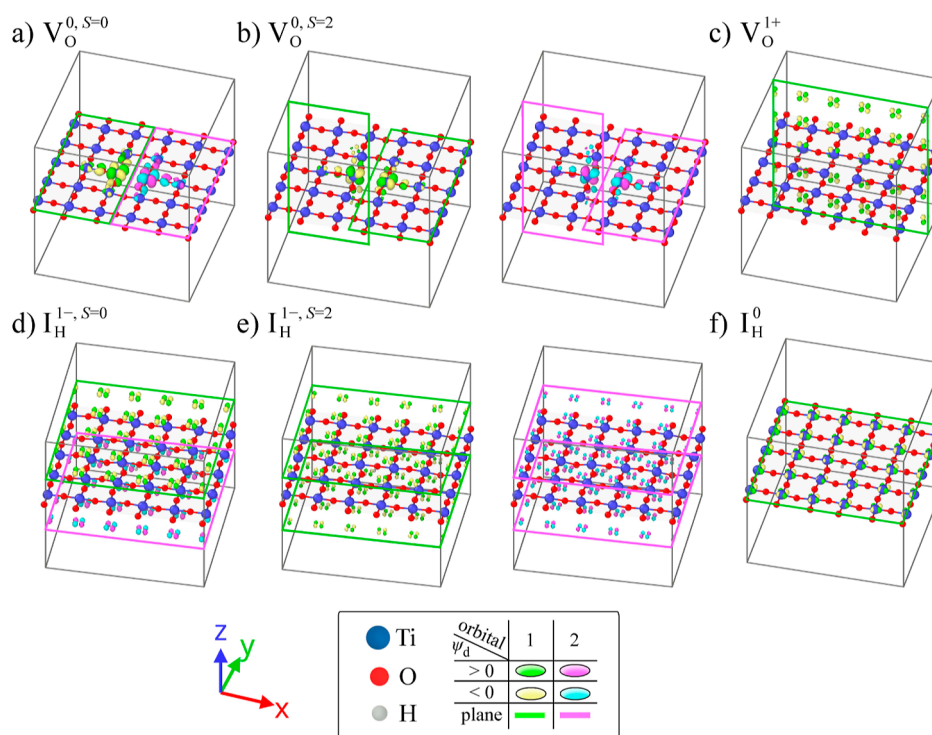 a) V_O^{0, S=0} b) V_O^{0, S=2} c) V_O^{1+}
d) I_H^{1−, S=0} e) I_H^{1−, S=2} f) I_H^0
z
y
x
Ti
O
H
orbital
ψ_d
1 2
> 0
< 0
plane